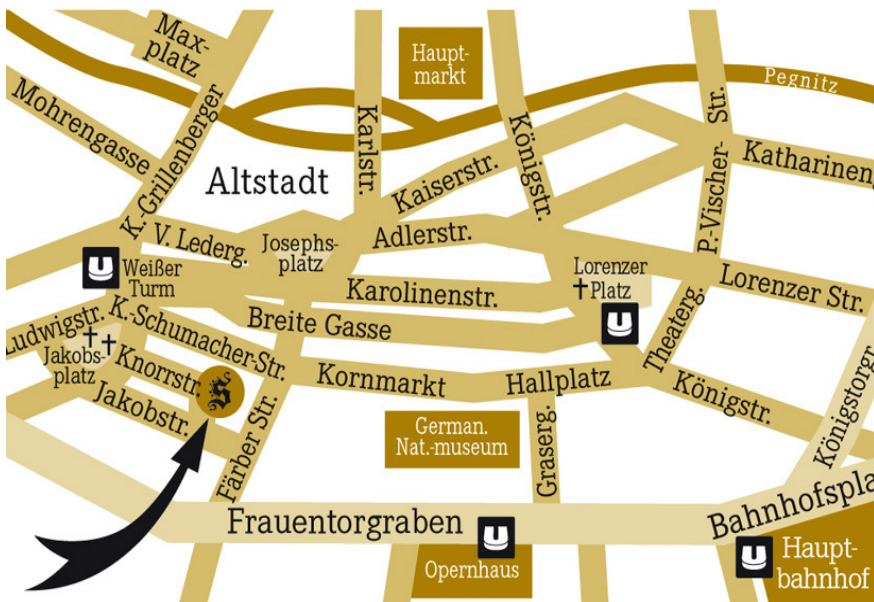 Max-
platz
Haupt-
markt
Pegnitz
Mohrengasse
K.-Grillenberger
Karlstr.
Königstr.
P.-Vischer-
Str.
Katharineng
Altstadt
Kaiserstr.
V. Lederg.
Josephs-
platz
Adlerstr.
Weißer
Turm
Lorenzer
Platz
Lorenzer Str.
Karolinenstr.
Breite Gasse
Theaterg.
Ludwigstr.
K.-Schumacher-Str.
Jakobs-
platz
Knorrstr.
S
Kornmarkt
Hallplatz
Königstr.
Königstorgr.
Jakobstr.
Färber Str.
German.
Nat.-museum
Graserg.
Frauentorgraben
Bahnhofspla
Opernhaus
Haupt-
bahnhof